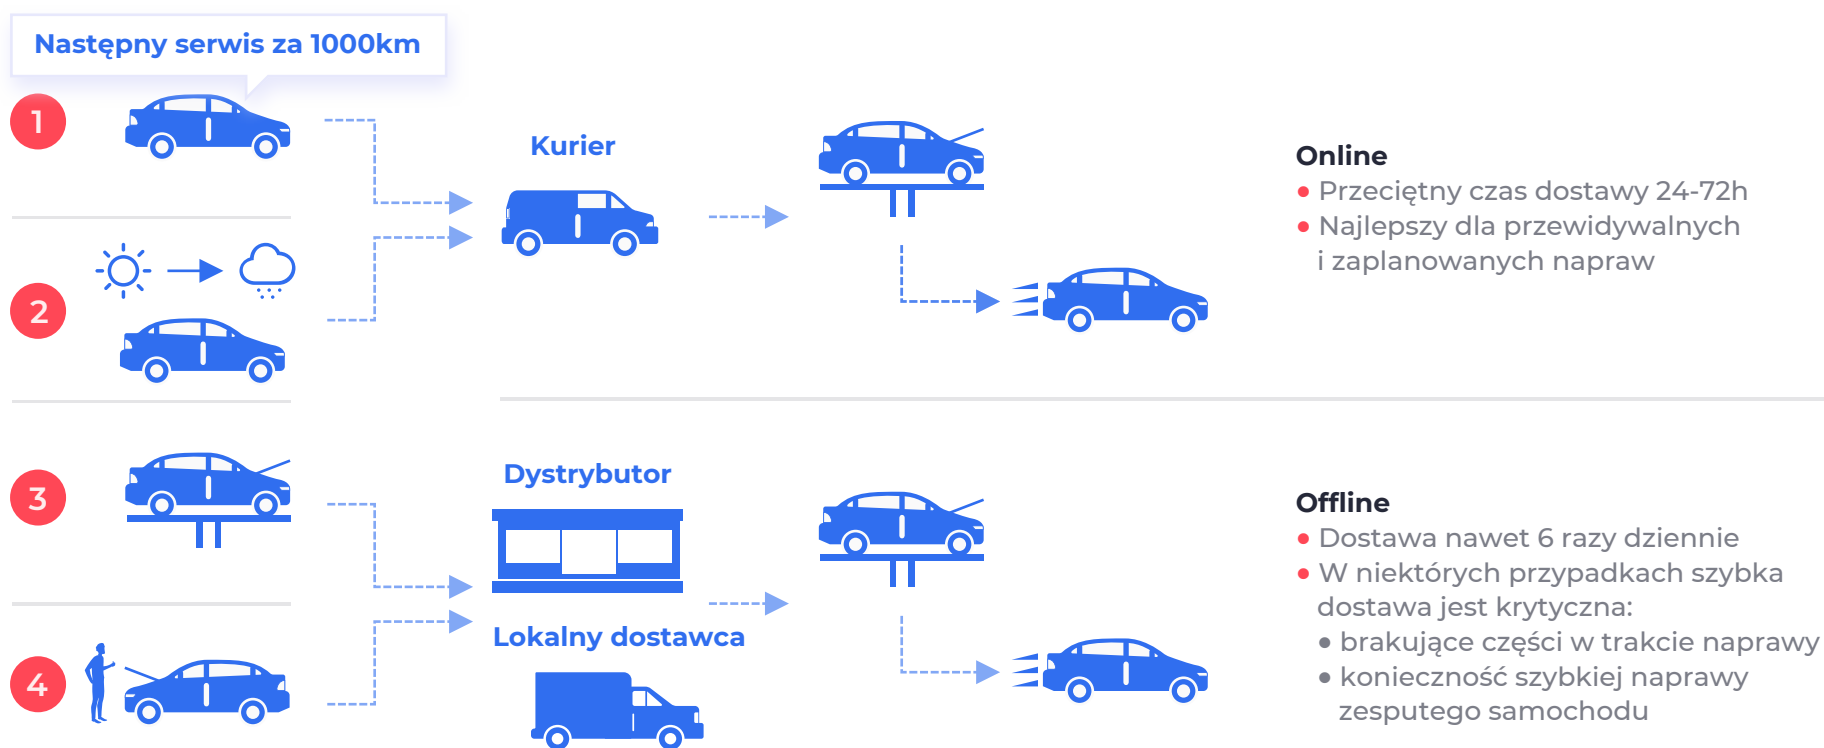 Następny serwis za 1000km
1
2
3
4
Kurier
Online
• Przeciętny czas dostawy 24-72h
• Najlepszy dla przewidywalnych
i zaplanowanych napraw
Dystrybutor
Lokalny dostawca
Offline
• Dostawa nawet 6 razy dziennie
• W niektórych przypadkach szybka
dostawa jest krytyczna:
• brakujące części w trakcie naprawy
• konieczność szybkiej naprawy
zesputego samochodu